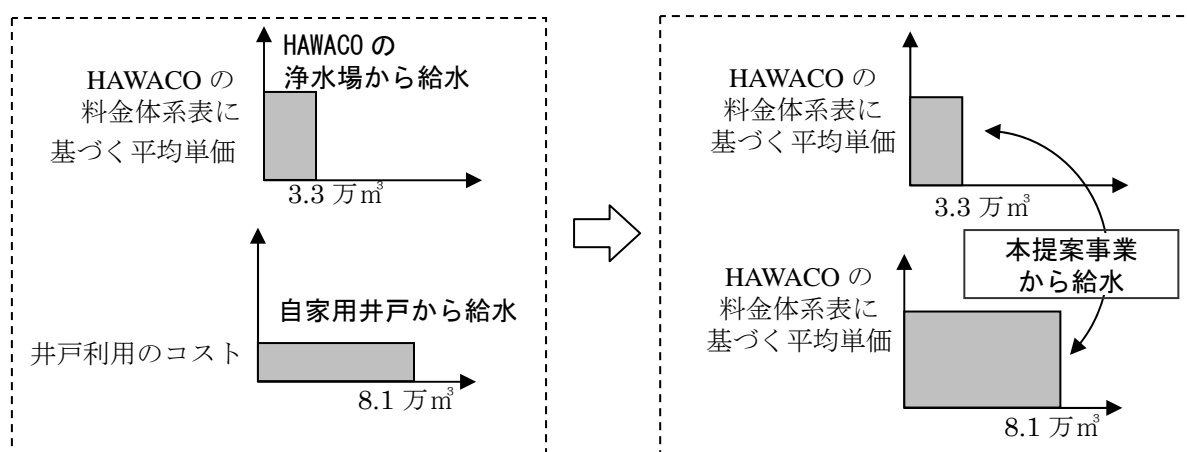 HAWACO の
浄水場から給水
HAWACO の
料金体系表に
基づく平均単価
3.3 万㎥
自家用井戸から給水
井戸利用のコスト
8.1 万㎥
HAWACO の
料金体系表に
基づく平均単価
3.3 万㎥
本提案事業
から給水
HAWACO の
料金体系表に
基づく平均単価
8.1 万㎥